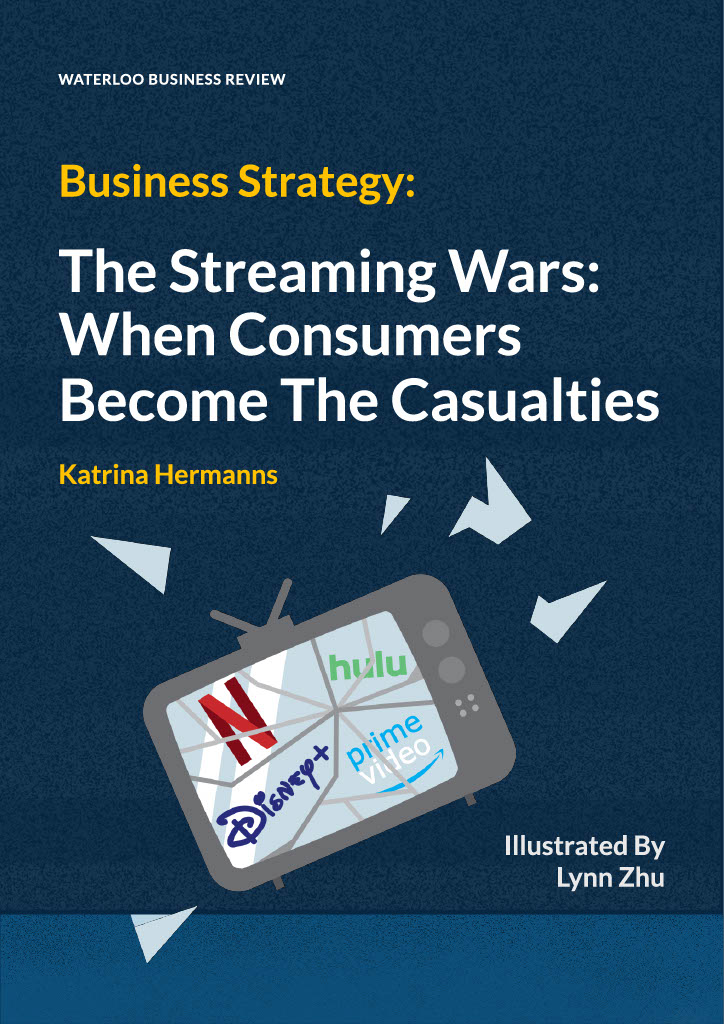 WATERLOO BUSINESS REVIEW
Business Strategy:
The Streaming Wars:
When Consumers
Become The Casualties
Katrina Hermanns
hulu
N
prime
video
Disney+
Illustrated By
Lynn Zhu